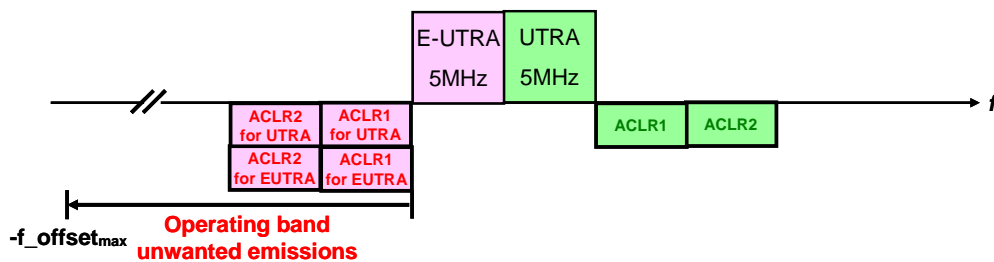 E-UTRA
5MHz
UTRA
5MHz
f
ACLR2
for UTRA
ACLR1
for UTRA
ACLR1
ACLR2
ACLR2
for EUTRA
ACLR1
for EUTRA
-f_offsetmax
Operating band
unwanted emissions